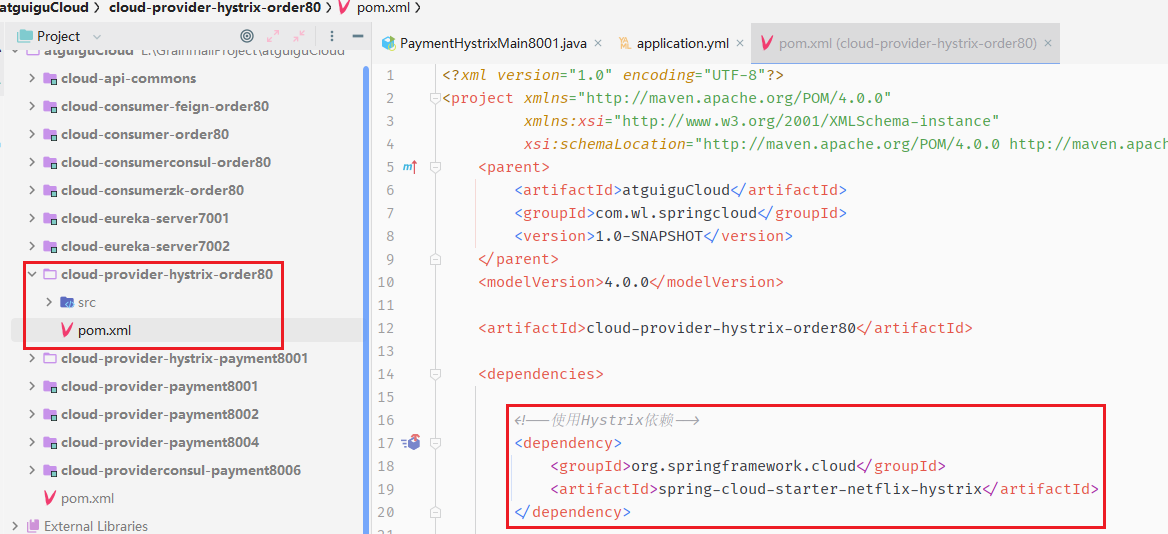 atguiguCloud › cloud-provider-hystrix-order80 › pom.xml ›
Project
atguiguCloud E:\GrainmallProject\atguiguCloud
cloud-api-commons
cloud-consumer-feign-order80
cloud-consumer-order80
cloud-consumerconsul-order80
cloud-consumerzk-order80
cloud-eureka-server7001
cloud-eureka-server7002
cloud-provider-hystrix-order80
src
pom.xml
cloud-provider-hystrix-payment8001
cloud-provider-payment8001
cloud-provider-payment8002
cloud-provider-payment8004
cloud-providerconsul-payment8006
pom.xml
External Libraries
PaymentHystrixMain8001.java × application.yml × pom.xml (cloud-provider-hystrix-order80) ×
1 <?xml version="1.0" encoding="UTF-8"?>
2 <project xmlns="http://maven.apache.org/POM/4.0.0"
3 xmlns:xsi="http://www.w3.org/2001/XMLSchema-instance"
4 xsi:schemaLocation="http://maven.apache.org/POM/4.0.0 http://maven.apache
5 <parent>
6 <artifactId>atguiguCloud</artifactId>
7 <groupId>com.wl.springcloud</groupId>
8 <version>1.0-SNAPSHOT</version>
9 </parent>
10 <modelVersion>4.0.0</modelVersion>
11
12 <artifactId>cloud-provider-hystrix-order80</artifactId>
13
14 <dependencies>
15
16 <!--使用Hystrix依赖-->
17 <dependency>
18 <groupId>org.springframework.cloud</groupId>
19 <artifactId>spring-cloud-starter-netflix-hystrix</artifactId>
20 </dependency>